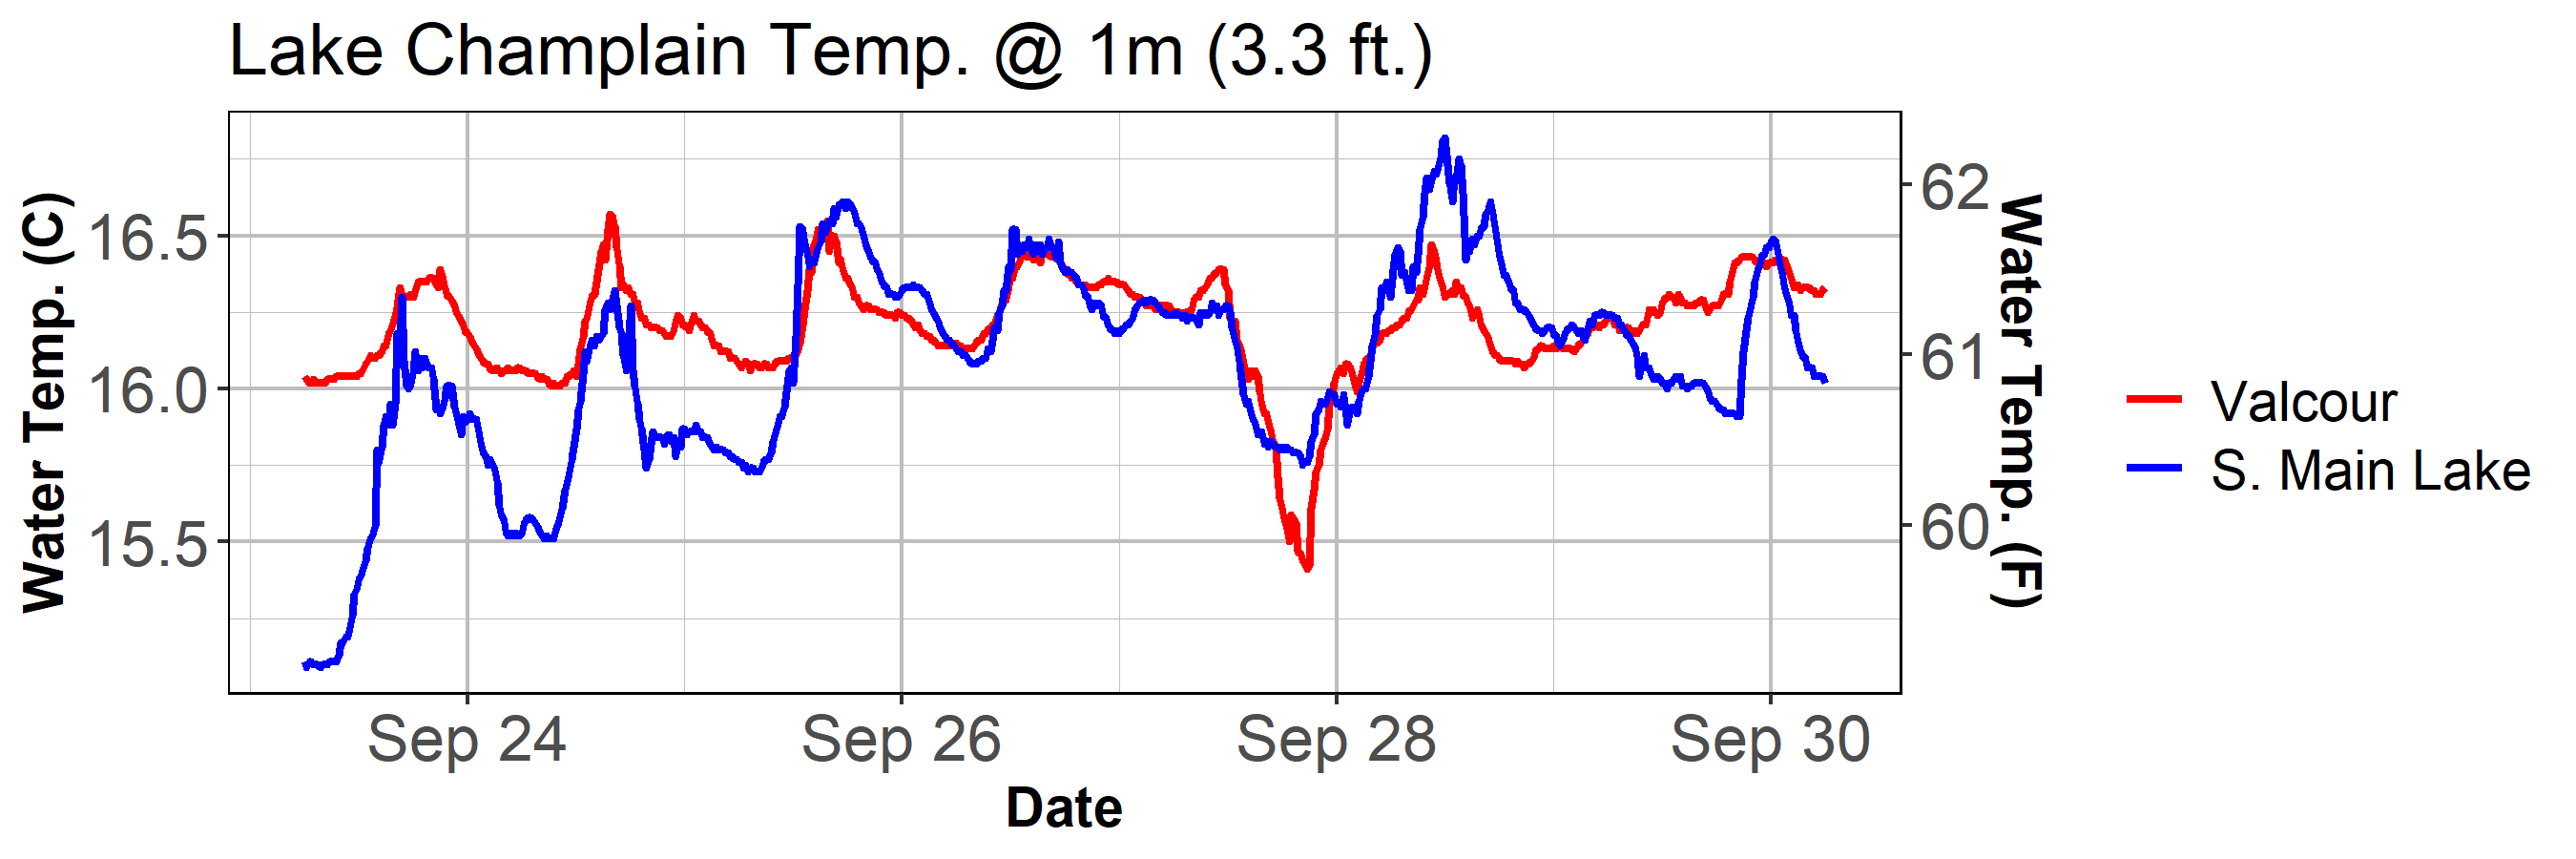 Lake Champlain Temp. @ 1m (3.3 ft.)
Water Temp. (C)
16.5
16.0
15.5
62
61
60
Water Temp. (F)
Sep 24
Sep 26
Sep 28
Sep 30
Date
Valcour
S. Main Lake